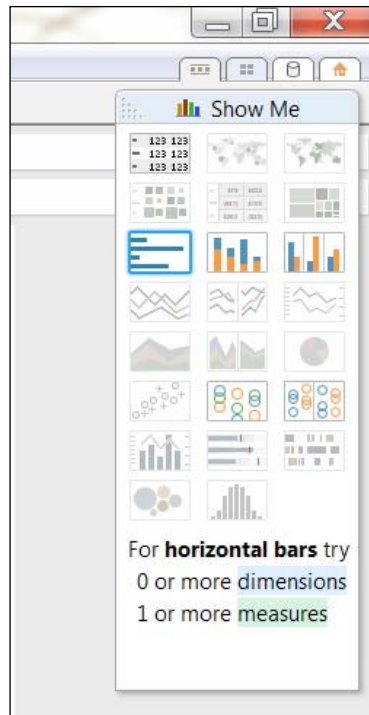 Show Me
123 123
123 123
123 123
For horizontal bars try
0 or more dimensions
1 or more measures